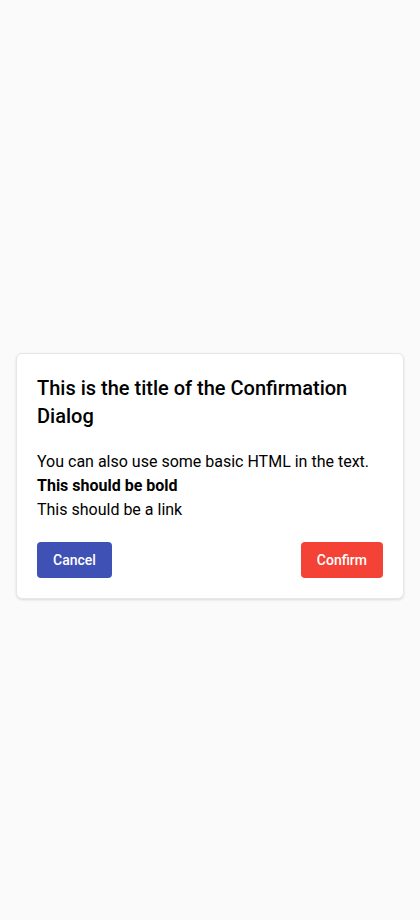 This is the title of the Confirmation
Dialog
You can also use some basic HTML in the text.
This should be bold
This should be a link
Cancel
Confirm